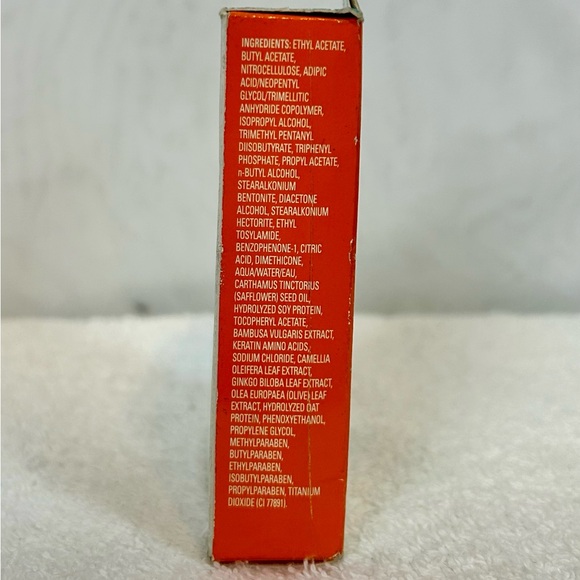 INGREDIENTS: ETHYL ACETATE,
BUTYL ACETATE,
NITROCELLULOSE, ADIPIC
ACID/NEOPENTYL
GLYCOL/TRIMELLITIC
ANHYDRIDE COPOLYMER,
ISOPROPYL ALCOHOL,
TRIMETHYL PENTANYL
DIISOBUTYRATE, TRIPHENYL
PHOSPHATE, PROPYL ACETATE,
n-BUTYL ALCOHOL,
STEARALKONIUM
BENTONITE, DIACETONE
ALCOHOL, STEARALKONIUM
HECTORITE, ETHYL
TOSYLAMIDE,
BENZOPHENONE-1, CITRIC
ACID, DIMETHICONE,
AQUA/WATER/EAU,
CARTHAMUS TINCTORIUS
(SAFFLOWER) SEED OIL,
HYDROLYZED SOY PROTEIN,
TOCOPHERYL ACETATE,
BAMBUSA VULGARIS EXTRACT,
KERATIN AMINO ACIDS,
SODIUM CHLORIDE, CAMELLIA
OLEIFERA LEAF EXTRACT,
GINKGO BILOBA LEAF EXTRACT,
OLEA EUROPAEA (OLIVE) LEAF
EXTRACT, HYDROLYZED OAT
PROTEIN, PHENOXYETHANOL,
PROPYLENE GLYCOL,
METHYLPARABEN,
BUTYLPARABEN,
ETHYLPARABEN,
ISOBUTYLPARABEN,
PROPYLPARABEN, TITANIUM
DIOXIDE (CI 77891).